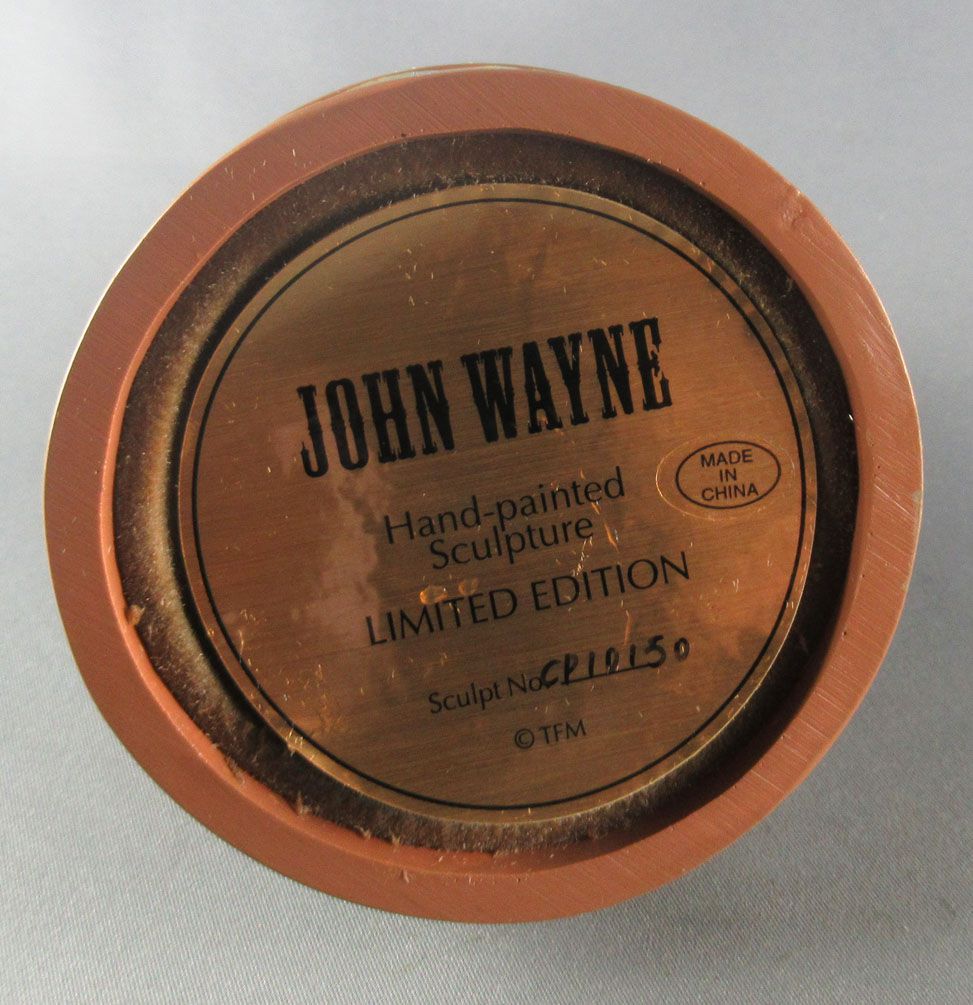 JOHN WAYNE
MADE
IN
CHINA
Hand-painted
Sculpture
LIMITED EDITION
Sculpt No. CP10150
© TFM